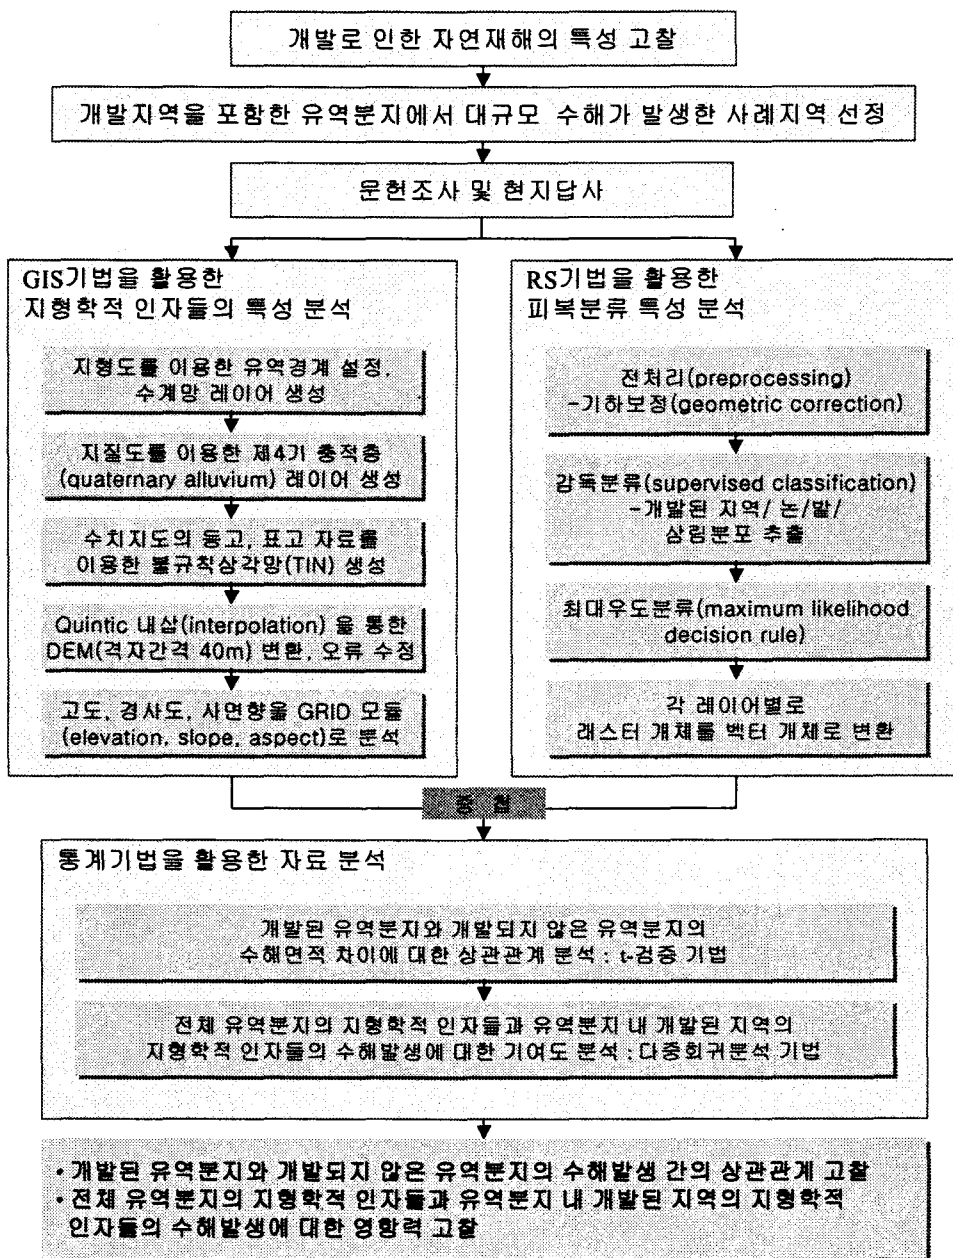 개발로 인한 자연재해의 특성 고찰
개발지역을 포함한 유역분지에서 대규모 수해가 발생한 사례지역 선정
문헌조사 및 현지답사
GIS기법을 활용한
지형학적 인자들의 특성 분석
지형도를 이용한 유역경계 설정,
수계망 레이어 생성
지질도를 이용한 제4기 충적층
(quaternary alluvium) 레이어 생성
수치지도의 등고, 표고 자료를
이용한 불규칙삼각망(TIN) 생성
Quintic 내삽(interpolation) 을 통한
DEM(격자간격 40m) 변환, 오류 수정
고도, 경사도, 사면향을 GRID 모듈
(elevation, slope, aspect)로 분석
RS기법을 활용한
피복분류 특성 분석
전처리(preprocessing)
-기하보정(geometric correction)
감독분류(supervised classification)
-개발된 지역/ 논/밭/
삼림분포 추출
최대우도분류(maximum likelihood
decision rule)
각 레이어별로
래스터 개체를 벡터 개체로 변환
중 첩
통계기법을 활용한 자료 분석
개발된 유역분지와 개발되지 않은 유역분지의
수해면적 차이에 대한 상관관계 분석 : t-검증 기법
전체 유역분지의 지형학적 인자들과 유역분지 내 개발된 지역의
지형학적 인자들의 수해발생에 대한 기여도 분석 : 다중회귀분석 기법
• 개발된 유역분지와 개발되지 않은 유역분지의 수해발생 간의 상관관계 고찰
• 전체 유역분지의 지형학적 인자들과 유역분지 내 개발된 지역의 지형학적
인자들의 수해발생에 대한 영향력 고찰